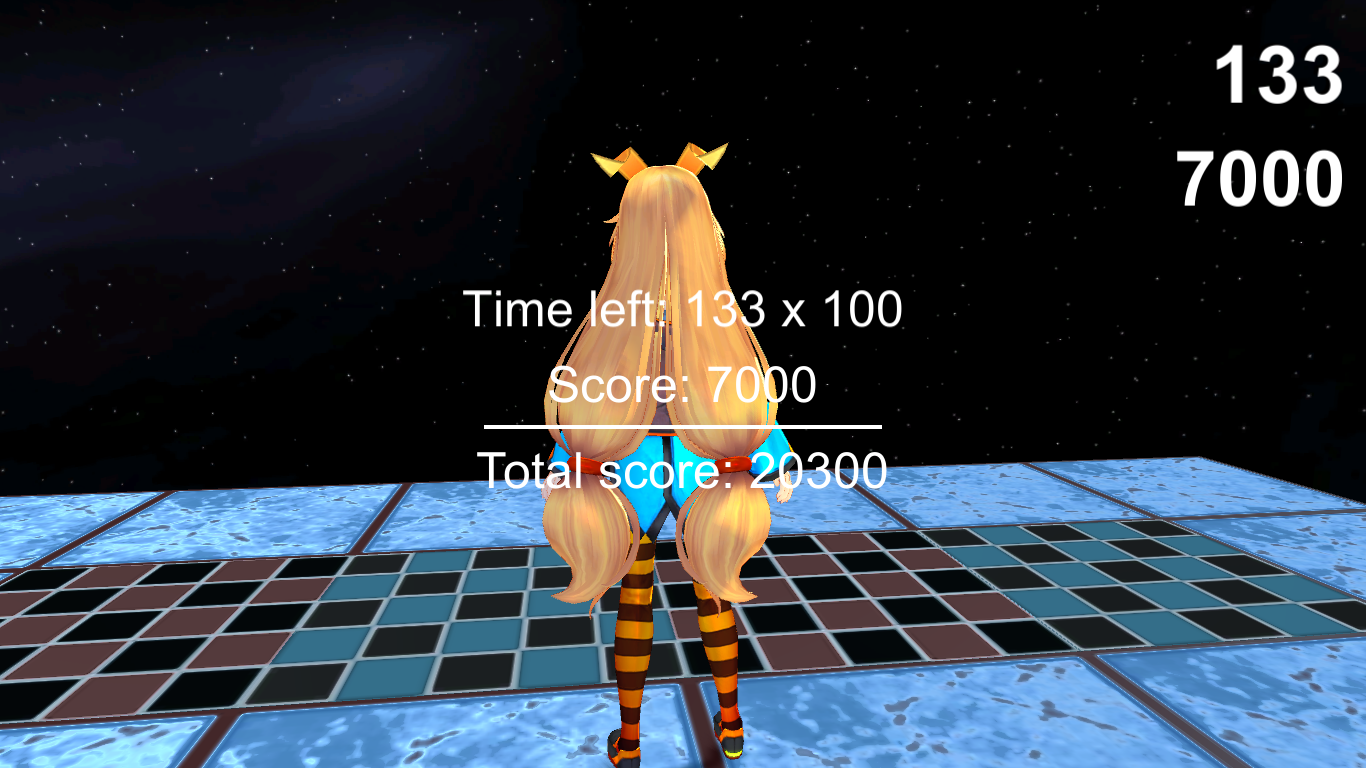 133
7000
Time left: 133 x 100
Score: 7000
Total score: 20300